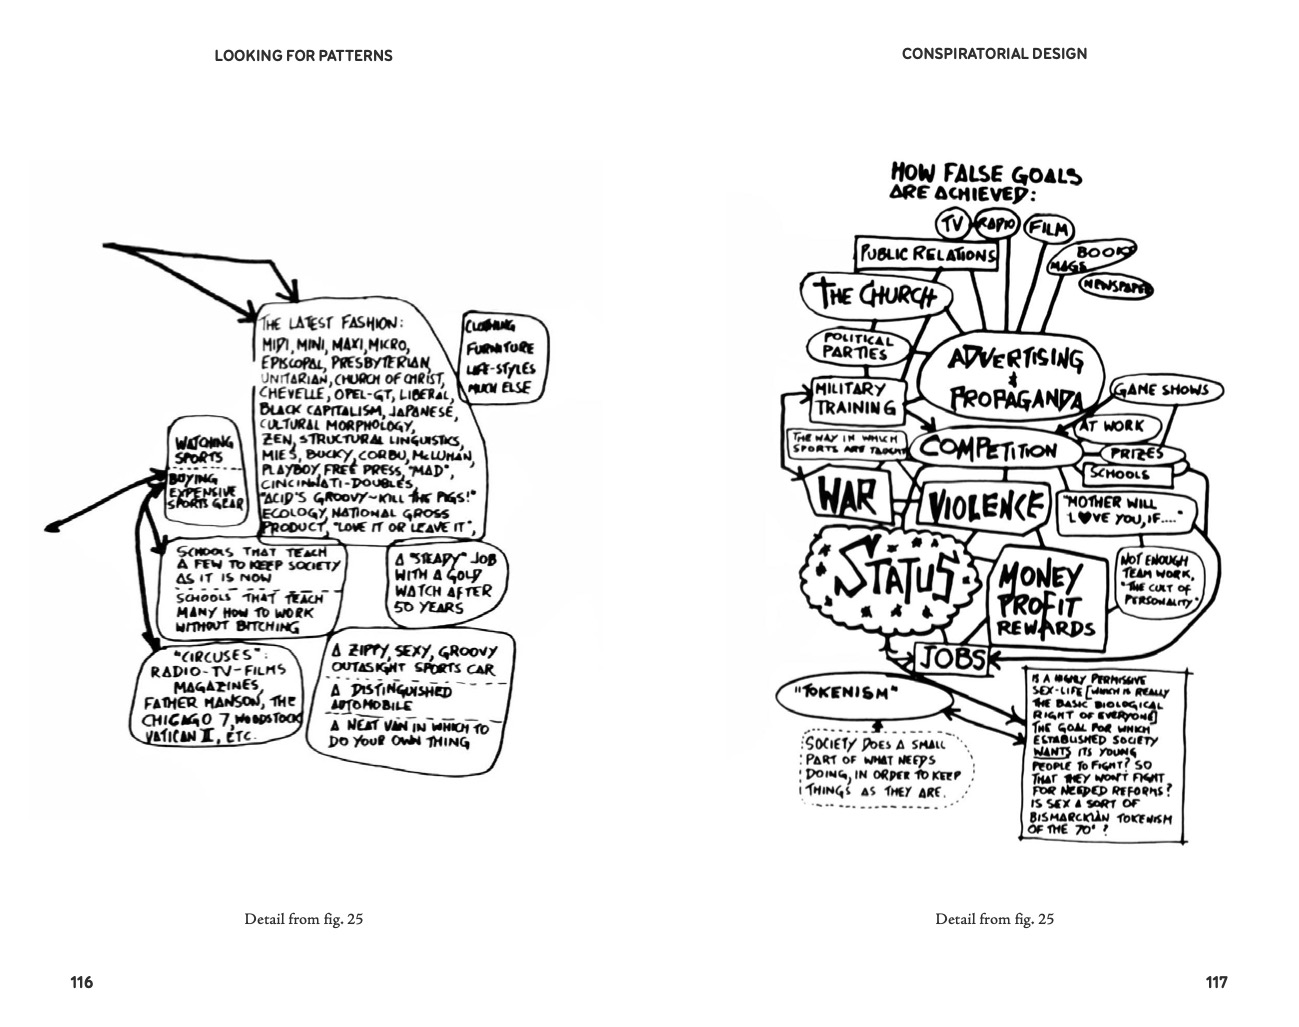 LOOKING FOR PATTERNS
THE LATEST FASHION:
MIDI, MINI, MAXI, MICRO,
EPISCOPAL, PRESBYTERIAN,
UNITARIAN, CHURCH OF CHRIST,
CHEVELLE, OPEL-GT, LIBERAL,
BLACK CAPITALISM, JAPANESE,
CULTURAL MORPHOLOGY,
ZEN, STRUCTURAL LINGUISTICS,
MIES, BUCKY, CORBU, McLUHAN,
PLAYBOY, FREE PRESS, "MAD",
CINCINNATI-DOUBLES,
"ACID'S GROOVY~KILL THE PIGS!"
ECOLOGY, NATIONAL GROSS
PRODUCT, "LOVE IT OR LEAVE IT",
CLOTHING
FURNITURE
LIFE-STYLES
MUCH ELSE
WATCHING
SPORTS
BUYING
EXPENSIVE
SPORTS GEAR
SCHOOLS THAT TEACH
A FEW TO KEEP SOCIETY
AS IT IS NOW
SCHOOLS THAT TEACH
MANY HOW TO WORK
WITHOUT BITCHING
A "STEADY" JOB
WITH A GOLD
WATCH AFTER
50 YEARS
"CIRCUSES":
RADIO-TV-FILMS
MAGAZINES,
FATHER MANSON, THE
CHICAGO 7, WOODSTOCK
VATICAN II, ETC.
A ZIPPY, SEXY, GROOVY
OUTASIGHT SPORTS CAR
A DISTINGUISHED
AUTOMOBILE
A NEAT VAN IN WHICH TO
DO YOUR OWN THING
Detail from fig. 25
116
CONSPIRATORIAL DESIGN
HOW FALSE GOALS
ARE ACHIEVED:
TV
RADIO
FILM
BOOKS
MAGS
NEWSPAPER
PUBLIC RELATIONS
THE CHURCH
POLITICAL
PARTIES
ADVERTISING
&
PROPAGANDA
MILITARY
TRAINING
GAME SHOWS
AT WORK
THE WAY IN WHICH
SPORTS ARE TAUGHT
COMPETITION
PRIZES
SCHOOLS
WAR
VIOLENCE
"MOTHER WILL
L♥VE YOU, IF...."
STATUS
MONEY
PROFIT
REWARDS
NOT ENOUGH
TEAM WORK,
"THE CULT OF
PERSONALITY"
JOBS
"TOKENISM"
SOCIETY DOES A SMALL
PART OF WHAT NEEDS
DOING, IN ORDER TO KEEP
THINGS AS THEY ARE.
IS A HIGHLY PERMISSIVE
SEX-LIFE [WHICH IS REALLY
THE BASIC BIOLOGICAL
RIGHT OF EVERYONE]
THE GOAL FOR WHICH
ESTABLISHED SOCIETY
WANTS ITS YOUNG
PEOPLE TO FIGHT? SO
THAT THEY WON'T FIGHT
FOR NEEDED REFORMS?
IS SEX A SORT OF
BISMARCKIAN TOKENISM
OF THE 70s ?
Detail from fig. 25
117